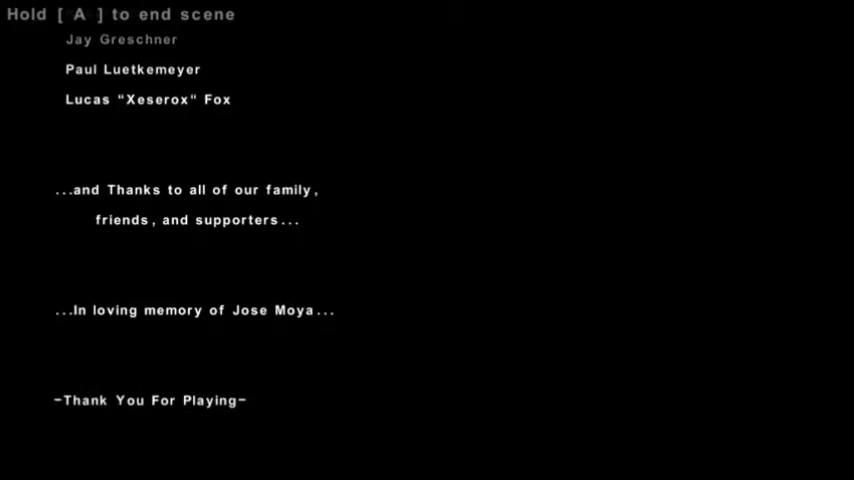 Hold [ A ] to end scene
Jay Greschner
Paul Luetkemeyer
Lucas “Xeserox“ Fox
...and Thanks to all of our family,
friends, and supporters...
...In loving memory of Jose Moya...
-Thank You For Playing-